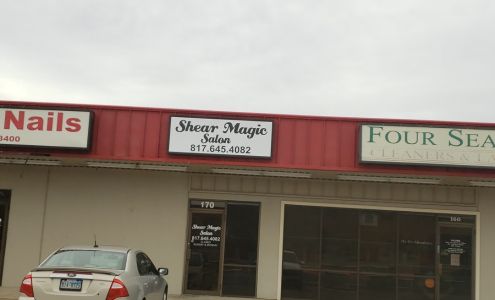 Nails
3400
Shear Magic
Salon
817.645.4082
FOUR SEA
CLEANERS & LA
170
Shear Magic
Salon
817.645.4082
160